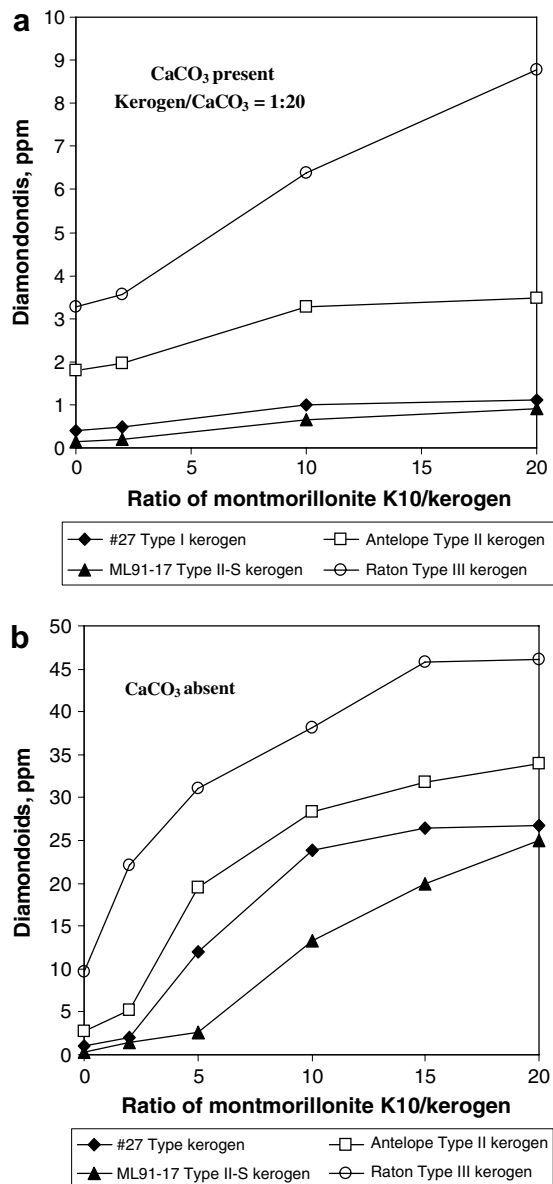 a
CaCO₃ present
Kerogen/CaCO₃ = 1:20
Diamondondis, ppm
10
9
8
7
6
5
4
3
2
1
0
0 5 10 15 20
Ratio of montmorillonite K10/kerogen
#27 Type I kerogen Antelope Type II kerogen
ML91-17 Type II-S kerogen Raton Type III kerogen
b
CaCO₃ absent
Diamondoids, ppm
50
45
40
35
30
25
20
15
10
5
0
0 5 10 15 20
Ratio of montmorillonite K10/kerogen
#27 Type kerogen Antelope Type II kerogen
ML91-17 Type II-S kerogen Raton Type III kerogen